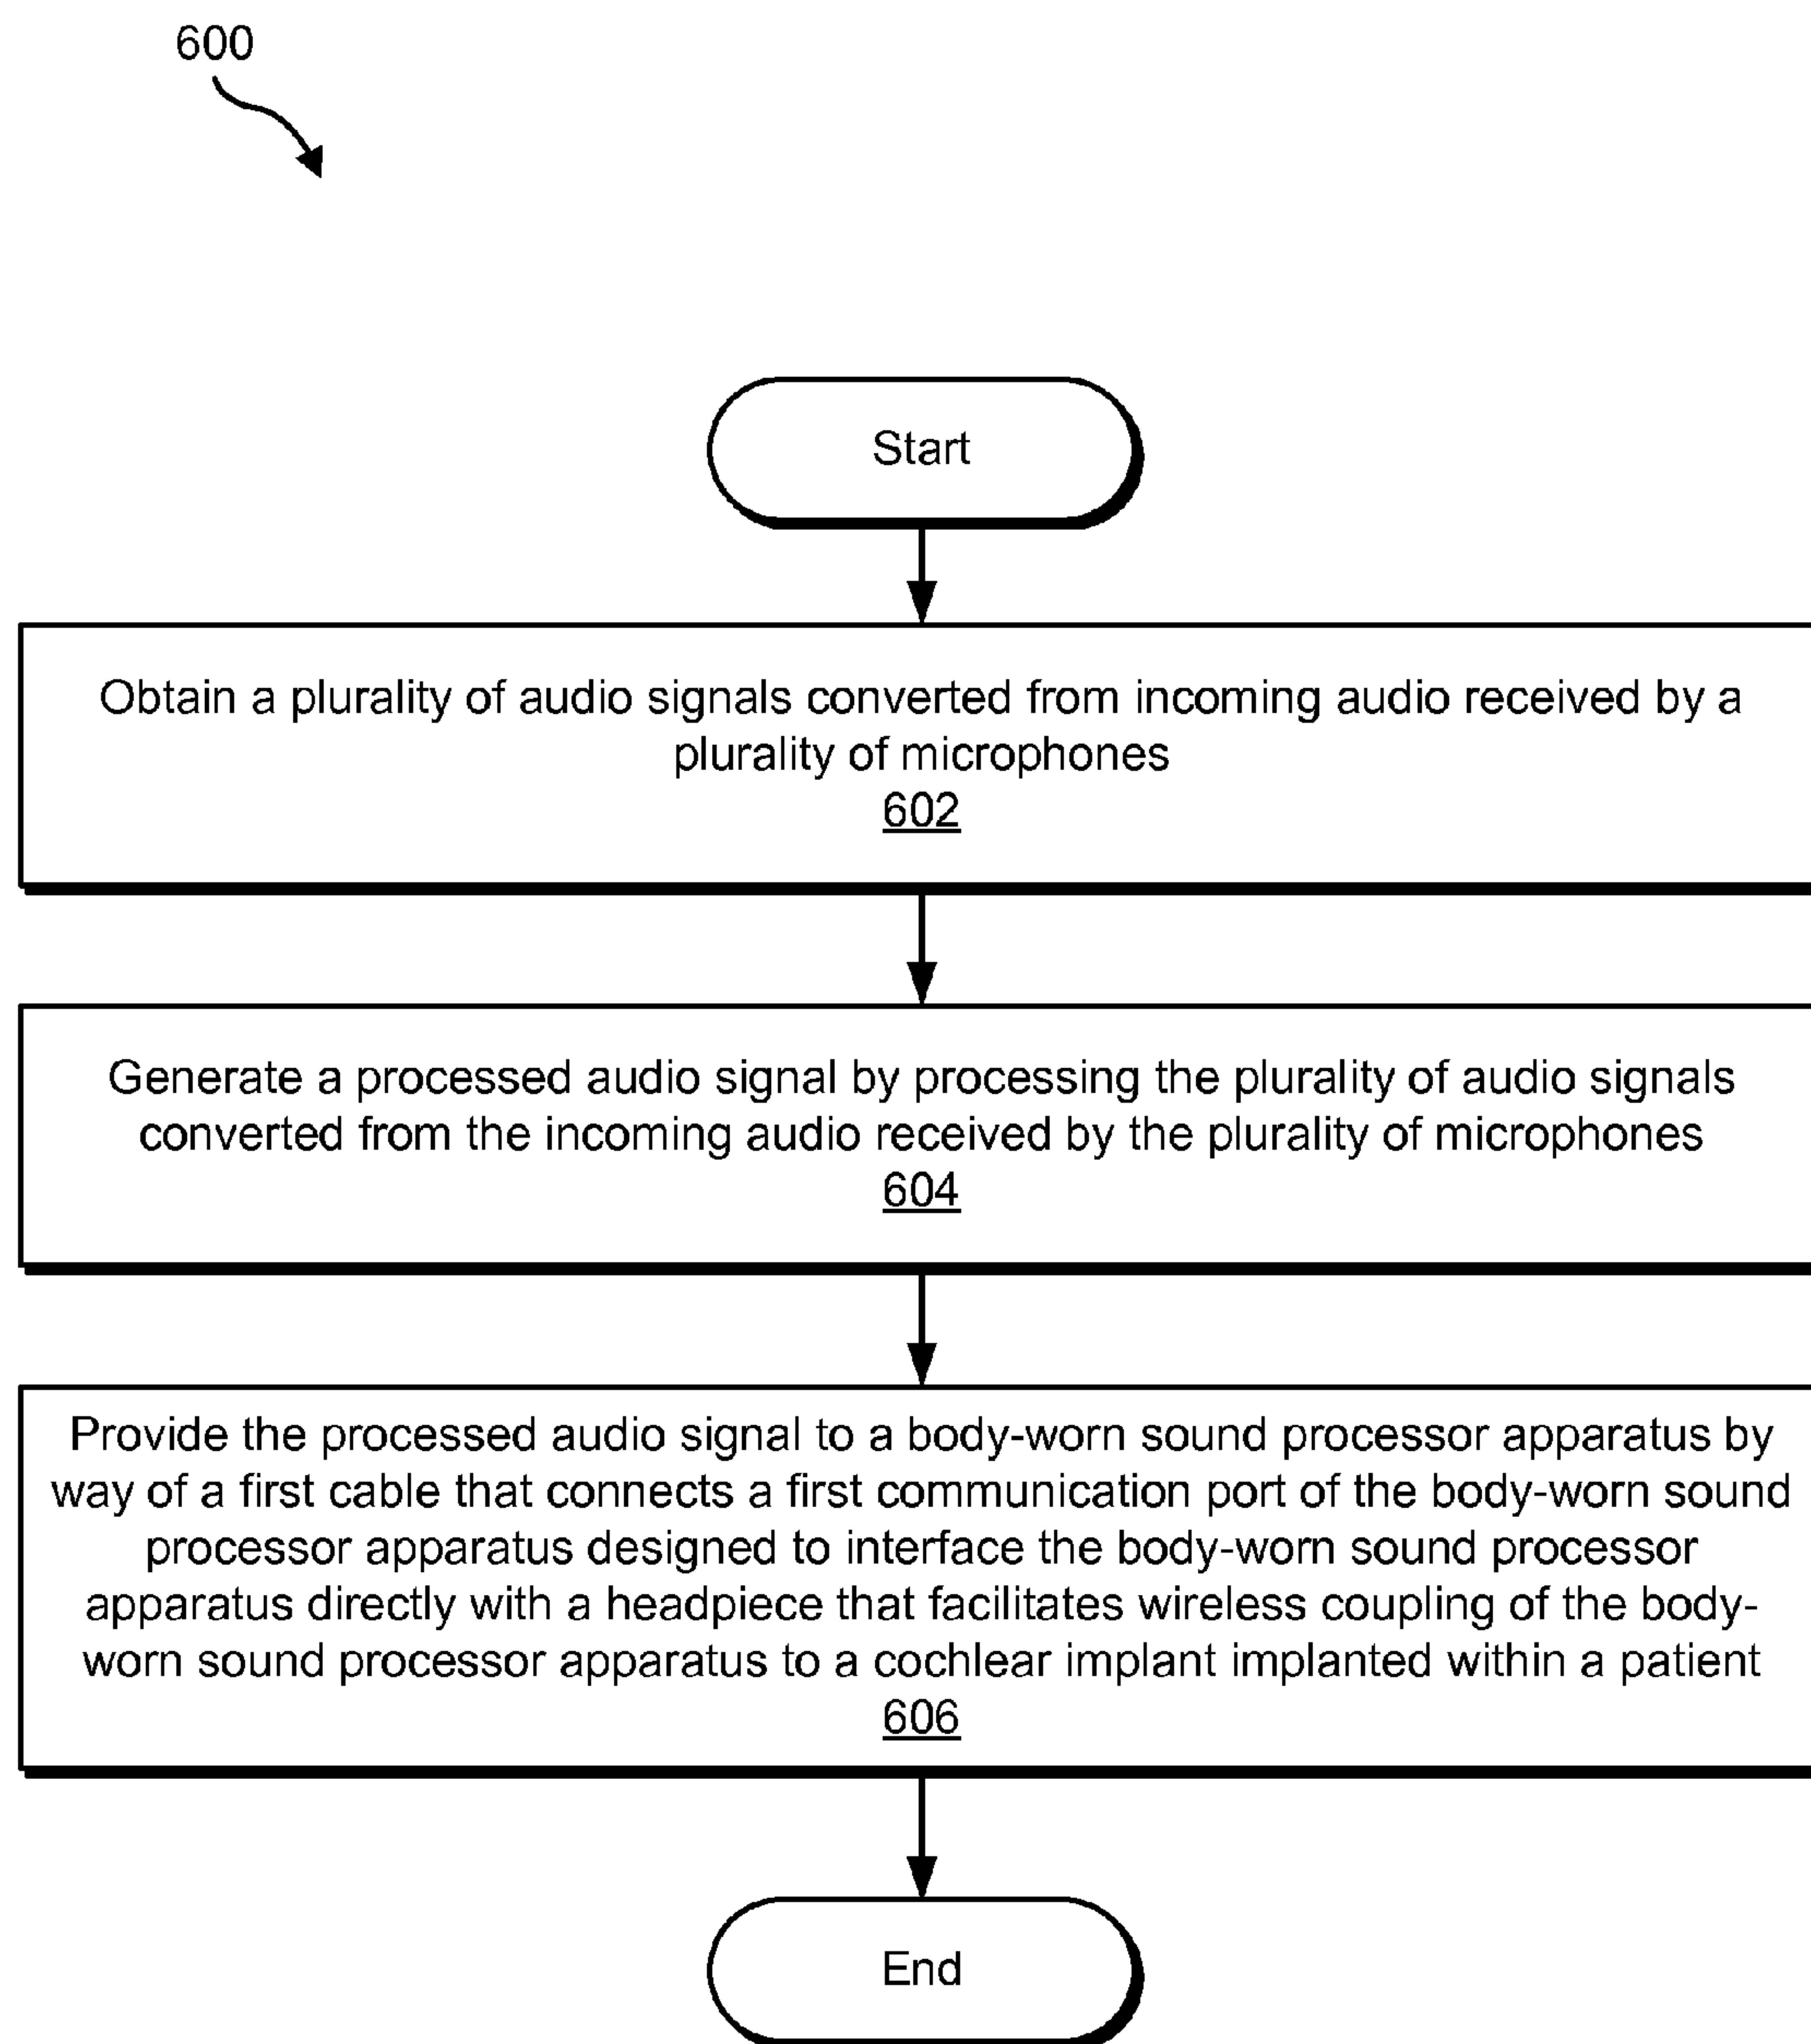 600
Start
Obtain a plurality of audio signals converted from incoming audio received by a
plurality of microphones
602
Generate a processed audio signal by processing the plurality of audio signals
converted from the incoming audio received by the plurality of microphones
604
Provide the processed audio signal to a body-worn sound processor apparatus by
way of a first cable that connects a first communication port of the body-worn sound
processor apparatus designed to interface the body-worn sound processor
apparatus directly with a headpiece that facilitates wireless coupling of the body-
worn sound processor apparatus to a cochlear implant implanted within a patient
606
End